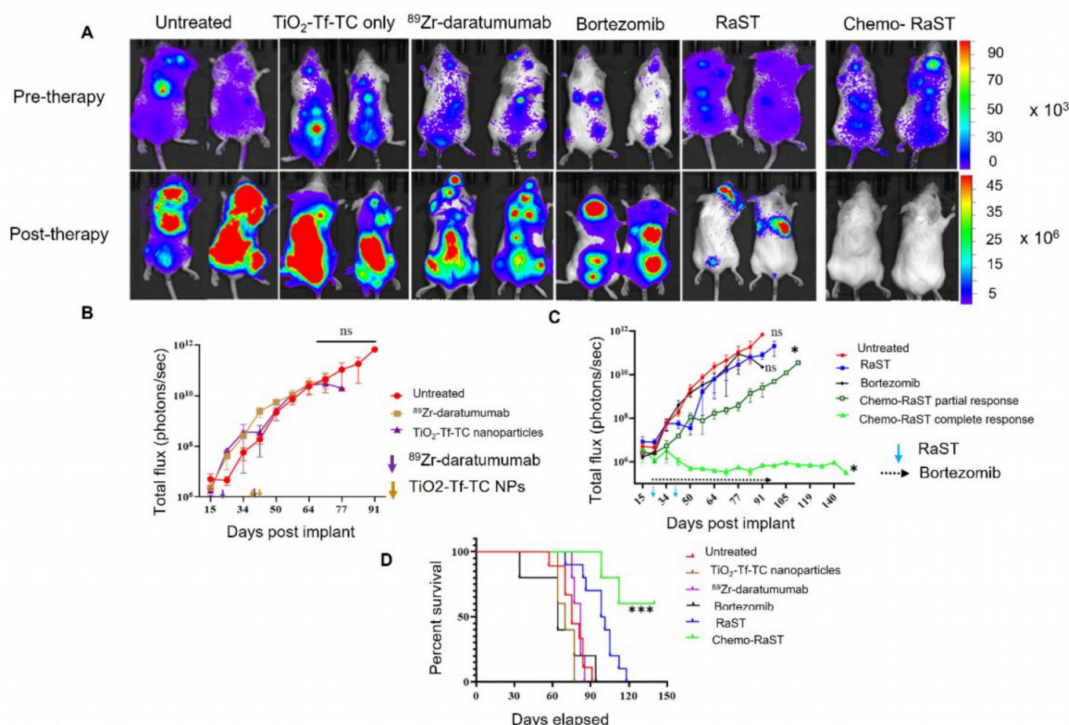 A
Untreated TiO₂-Tf-TC only ⁸⁹Zr-daratumumab Bortezomib RaST Chemo- RaST
Pre-therapy
90
70
50
30
0
x 10³
Post-therapy
45
35
25
15
5
x 10⁶
B
ns
10¹²
10¹⁰
10⁸
10⁶
Total flux (photons/sec)
15 34 50 64 77 91
Days post implant
Untreated
⁸⁹Zr-daratumumab
TiO₂-Tf-TC nanoparticles
⁸⁹Zr-daratumumab
TiO2-Tf-TC NPs
C
10¹²
10¹⁰
10⁸
10⁶
Total flux (photons/sec)
ns
*
ns
*
15 34 50 64 77 91 105 119 140
Days post implant
Untreated
RaST
Bortezomib
Chemo-RaST partial response
Chemo-RaST complete response
RaST
Bortezomib
D
100
50
0
Percent survival
***
0 30 60 90 120 150
Days elapsed
Untreated
TiO₂-Tf-TC nanoparticles
⁸⁹Zr-daratumumab
Bortezomib
RaST
Chemo-RaST